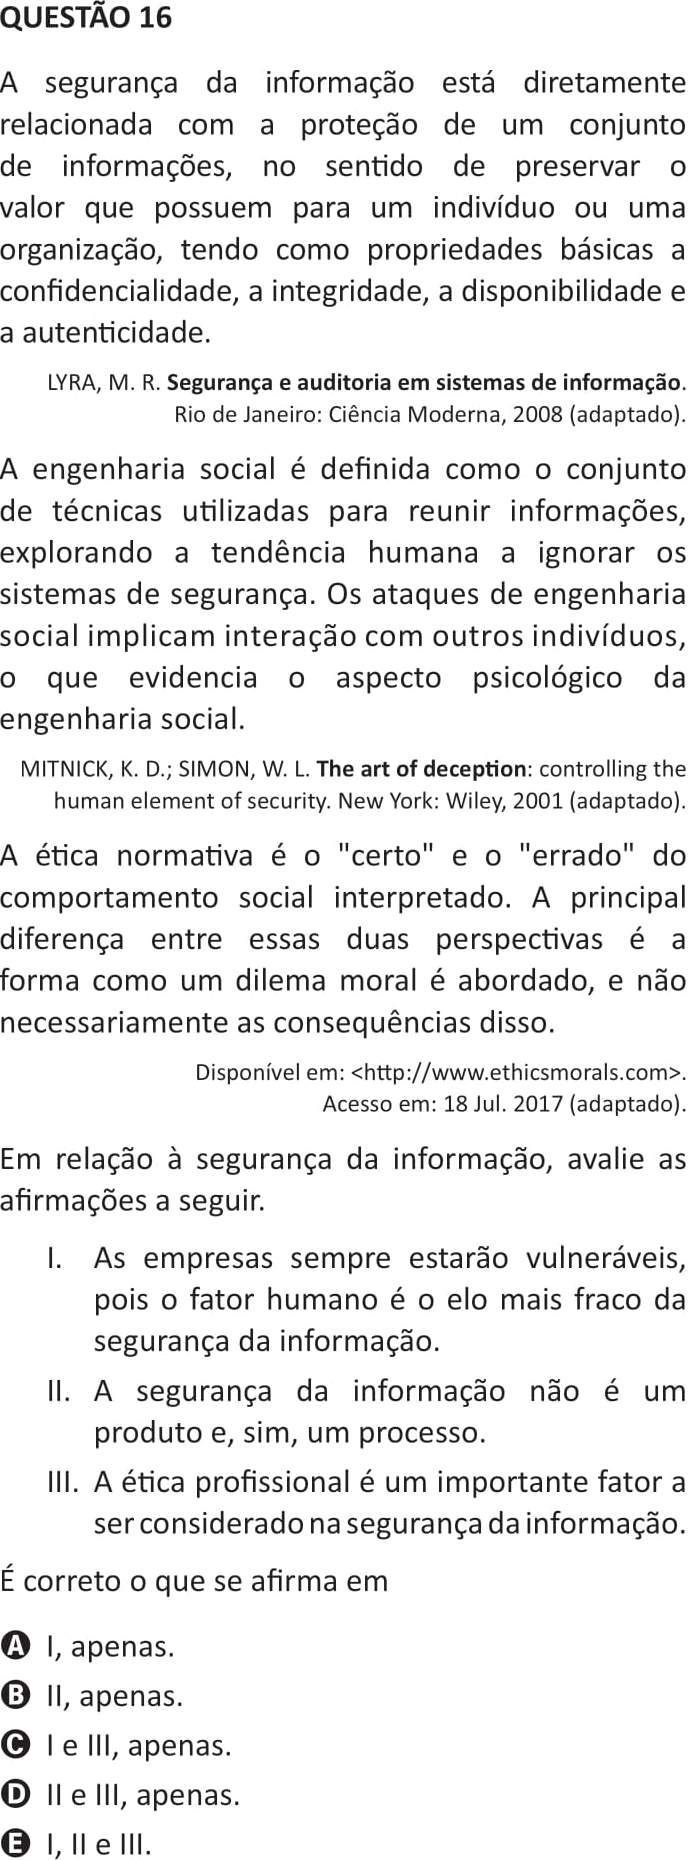 QUESTÃO 16
A segurança da informação está diretamente
relacionada com a proteção de um conjunto
de informações, no sentido de preservar o
valor que possuem para um indivíduo ou uma
organização, tendo como propriedades básicas a
confidencialidade, a integridade, a disponibilidade e
a autenticidade.
LYRA, M. R. Segurança e auditoria em sistemas de informação.
Rio de Janeiro: Ciência Moderna, 2008 (adaptado).
A engenharia social é definida como o conjunto
de técnicas utilizadas para reunir informações,
explorando a tendência humana a ignorar os
sistemas de segurança. Os ataques de engenharia
social implicam interação com outros indivíduos,
o que evidencia o aspecto psicológico da
engenharia social.
MITNICK, K. D.; SIMON, W. L. The art of deception: controlling the
human element of security. New York: Wiley, 2001 (adaptado).
A ética normativa é o "certo" e o "errado" do
comportamento social interpretado. A principal
diferença entre essas duas perspectivas é a
forma como um dilema moral é abordado, e não
necessariamente as consequências disso.
Disponível em: <http://www.ethicsmorals.com>.
Acesso em: 18 Jul. 2017 (adaptado).
Em relação à segurança da informação, avalie as
afirmações a seguir.
I. As empresas sempre estarão vulneráveis,
pois o fator humano é o elo mais fraco da
segurança da informação.
II. A segurança da informação não é um
produto e, sim, um processo.
III. A ética profissional é um importante fator a
ser considerado na segurança da informação.
É correto o que se afirma em
A I, apenas.
B II, apenas.
C I e III, apenas.
D II e III, apenas.
E I, II e III.